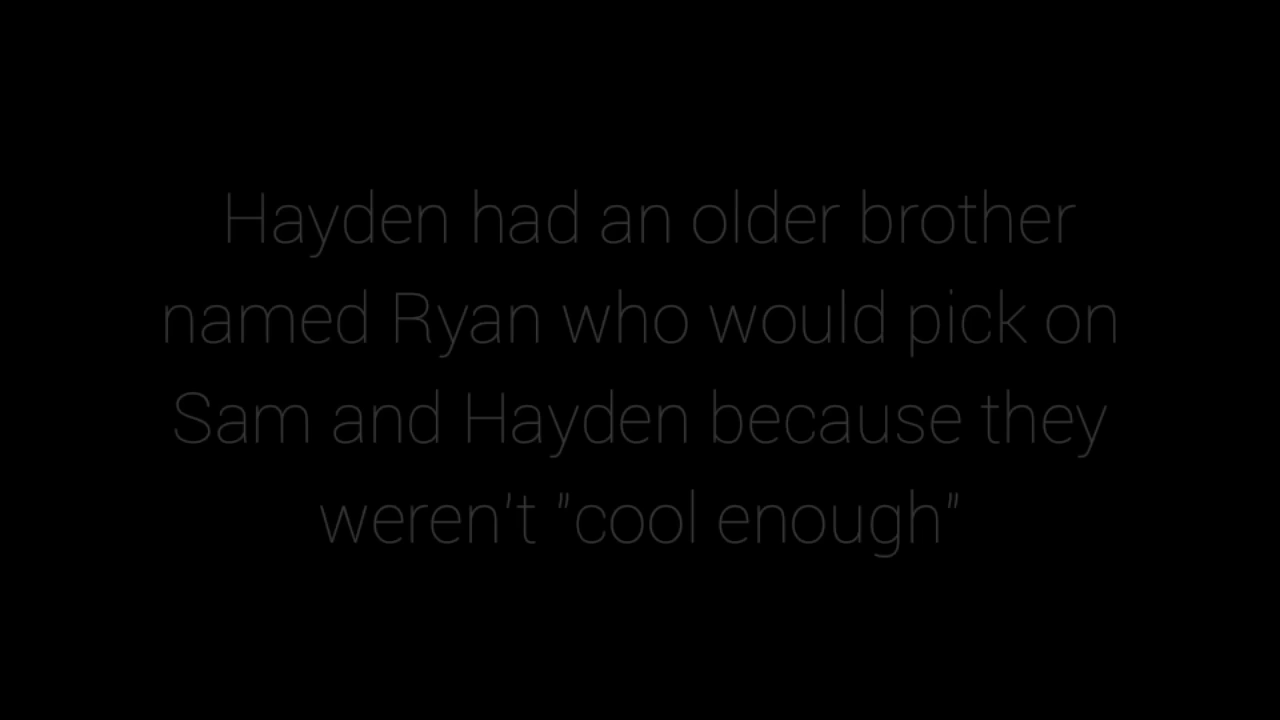 Hayden had an older brother
named Ryan who would pick on
Sam and Hayden because they
weren't "cool enough"